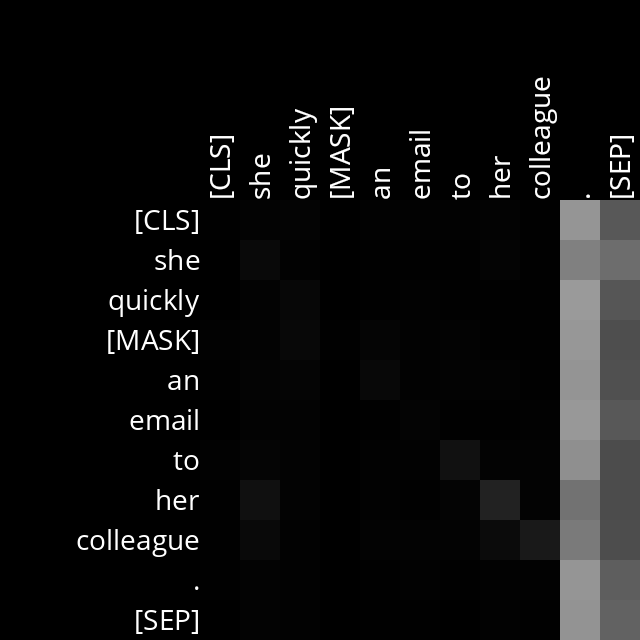 [CLS] she quickly [MASK] an email to her colleague . [SEP]
[CLS]
she
quickly
[MASK]
an
email
to
her
colleague
.
[SEP]